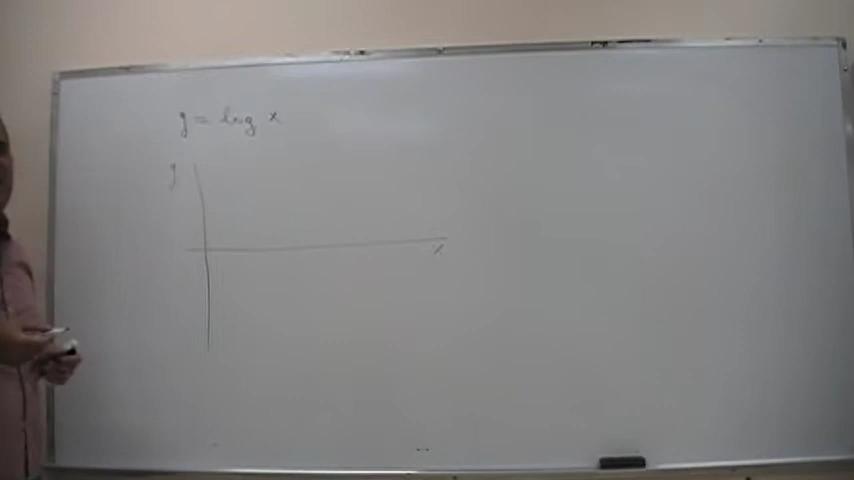 y = log x
y
x